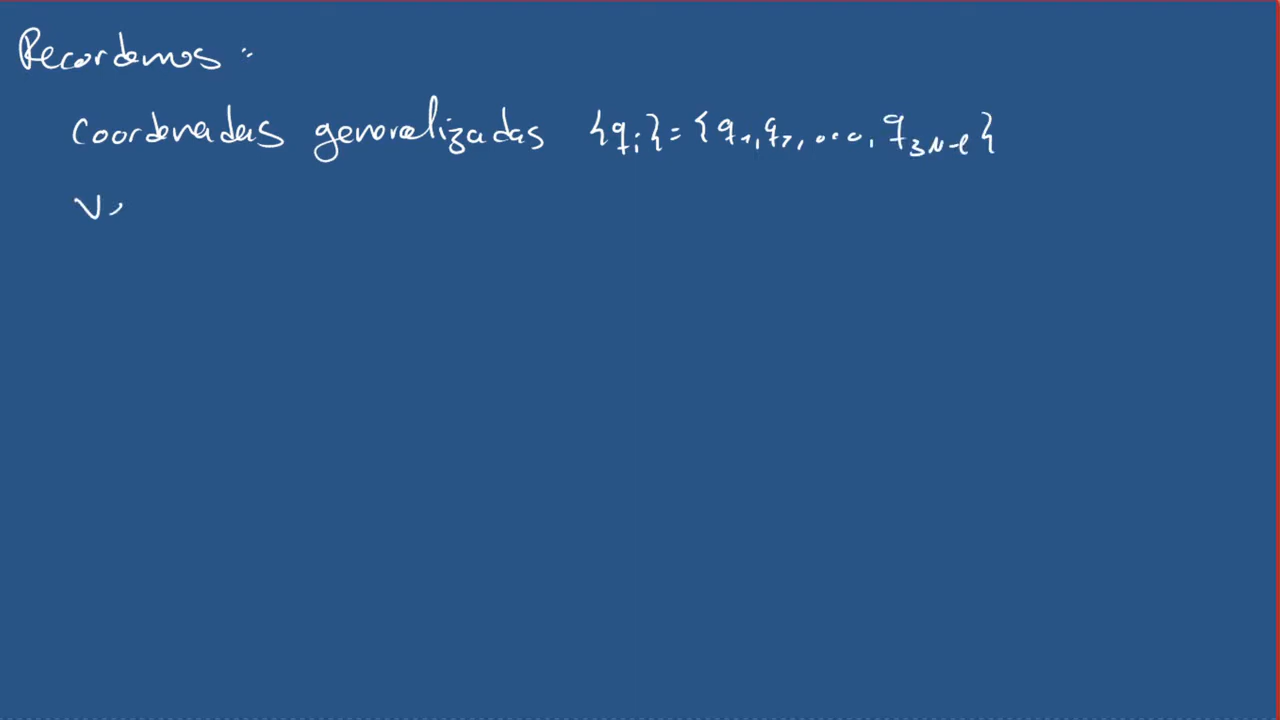 Recordemos:
coordenadas generalizadas {qi} = {q1, q2, ..., q3N-l}